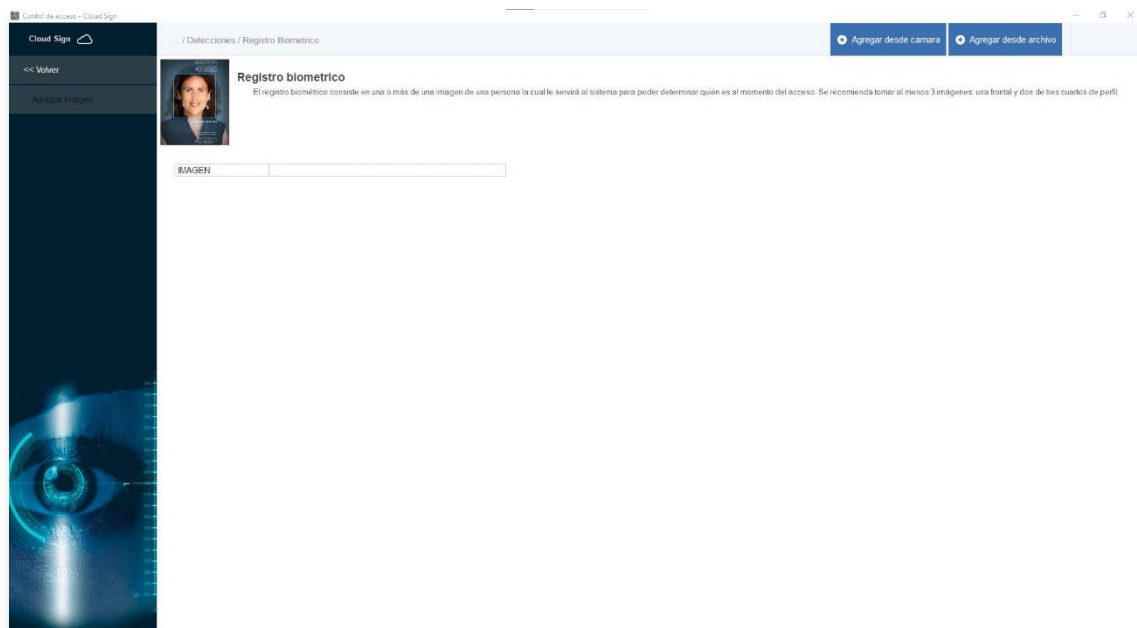 Contol de acceso - Cloud Sign
Cloud Sign
... / Detecciones / Registro Biometrico
Agregar desde camara
Agregar desde archivo
<< Volver
Agregar Imagen
Registro biometrico
El registro biométrico consiste en una o más de una imagen de una persona la cual le servirá al sistema para poder determinar quién es al momento del acceso. Se recomienda tomar al menos 3 imágenes: una frontal y dos de tres cuartos de perfil.
IMAGEN